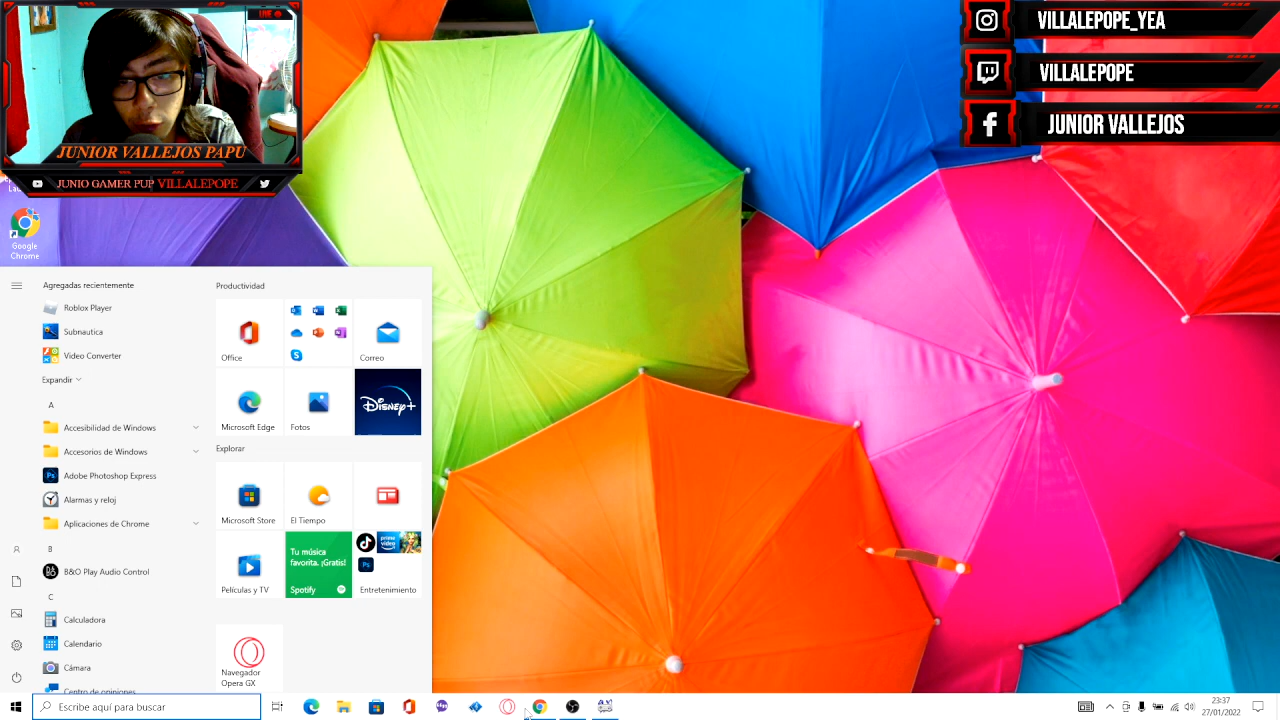 LIVE
JUNIOR VALLEJOS PAPU
JUNIO GAMER PUP VILLALEPOPE
VILLALEPOPE_YEA
VILLALEPOPE
JUNIOR VALLEJOS
Google
Chrome
Agregadas recientemente
Roblox Player
Subnautica
Video Converter
Expandir
A
Accesibilidad de Windows
Accesorios de Windows
Adobe Photoshop Express
Alarmas y reloj
Aplicaciones de Chrome
B
B&O Play Audio Control
C
Calculadora
Calendario
Cámara
Centro de opiniones
Productividad
Office
Correo
Microsoft Edge
Fotos
Disney+
Explorar
Microsoft Store
El Tiempo
Películas y TV
Tu música
favorita. ¡Gratis!
Spotify
prime video
Ps
Entretenimiento
Navegador
Opera GX
Escribe aquí para buscar
23:37
27/01/2022